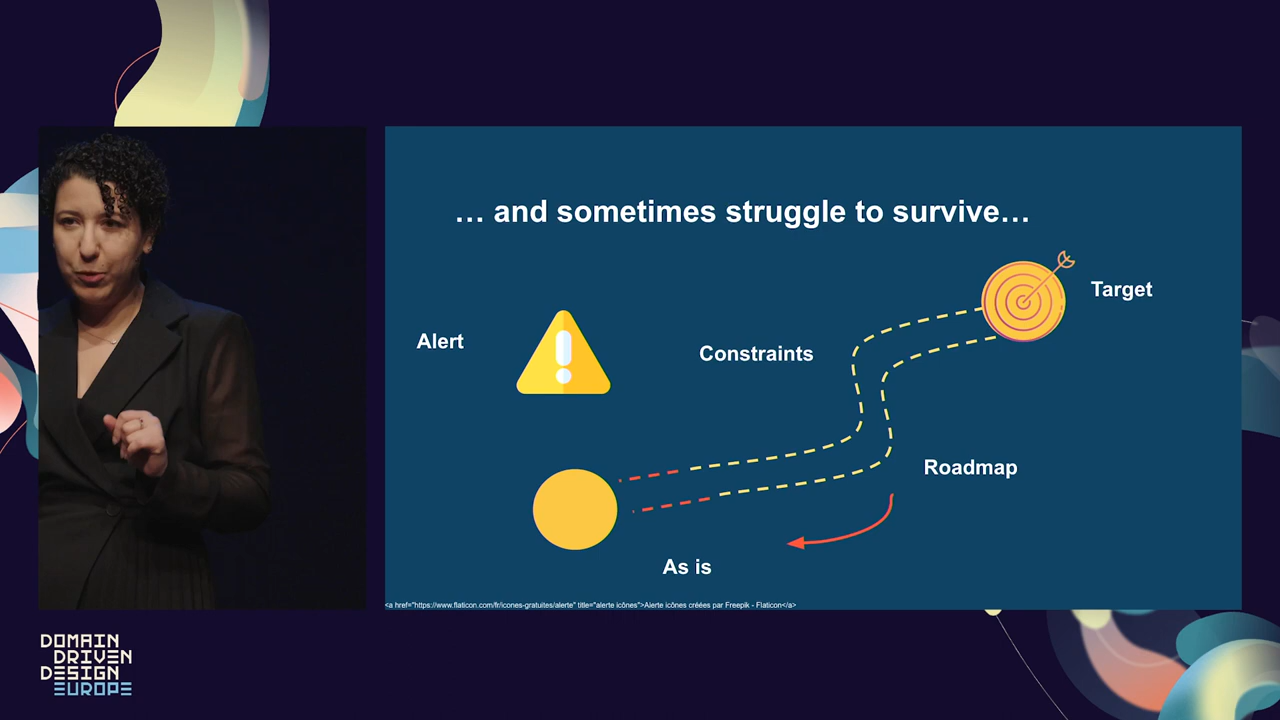 … and sometimes struggle to survive…
Target
Alert
Constraints
Roadmap
As is
<a href="https://www.flaticon.com/fr/icones-gratuites/alerte" title="alerte icônes">Alerte icônes créées par Freepik - Flaticon</a>
DOMAIN
DRIVEN
DESIGN
EUROPE